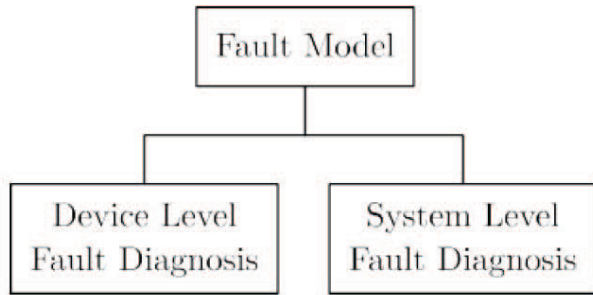 Fault Model
Device Level
Fault Diagnosis
System Level
Fault Diagnosis